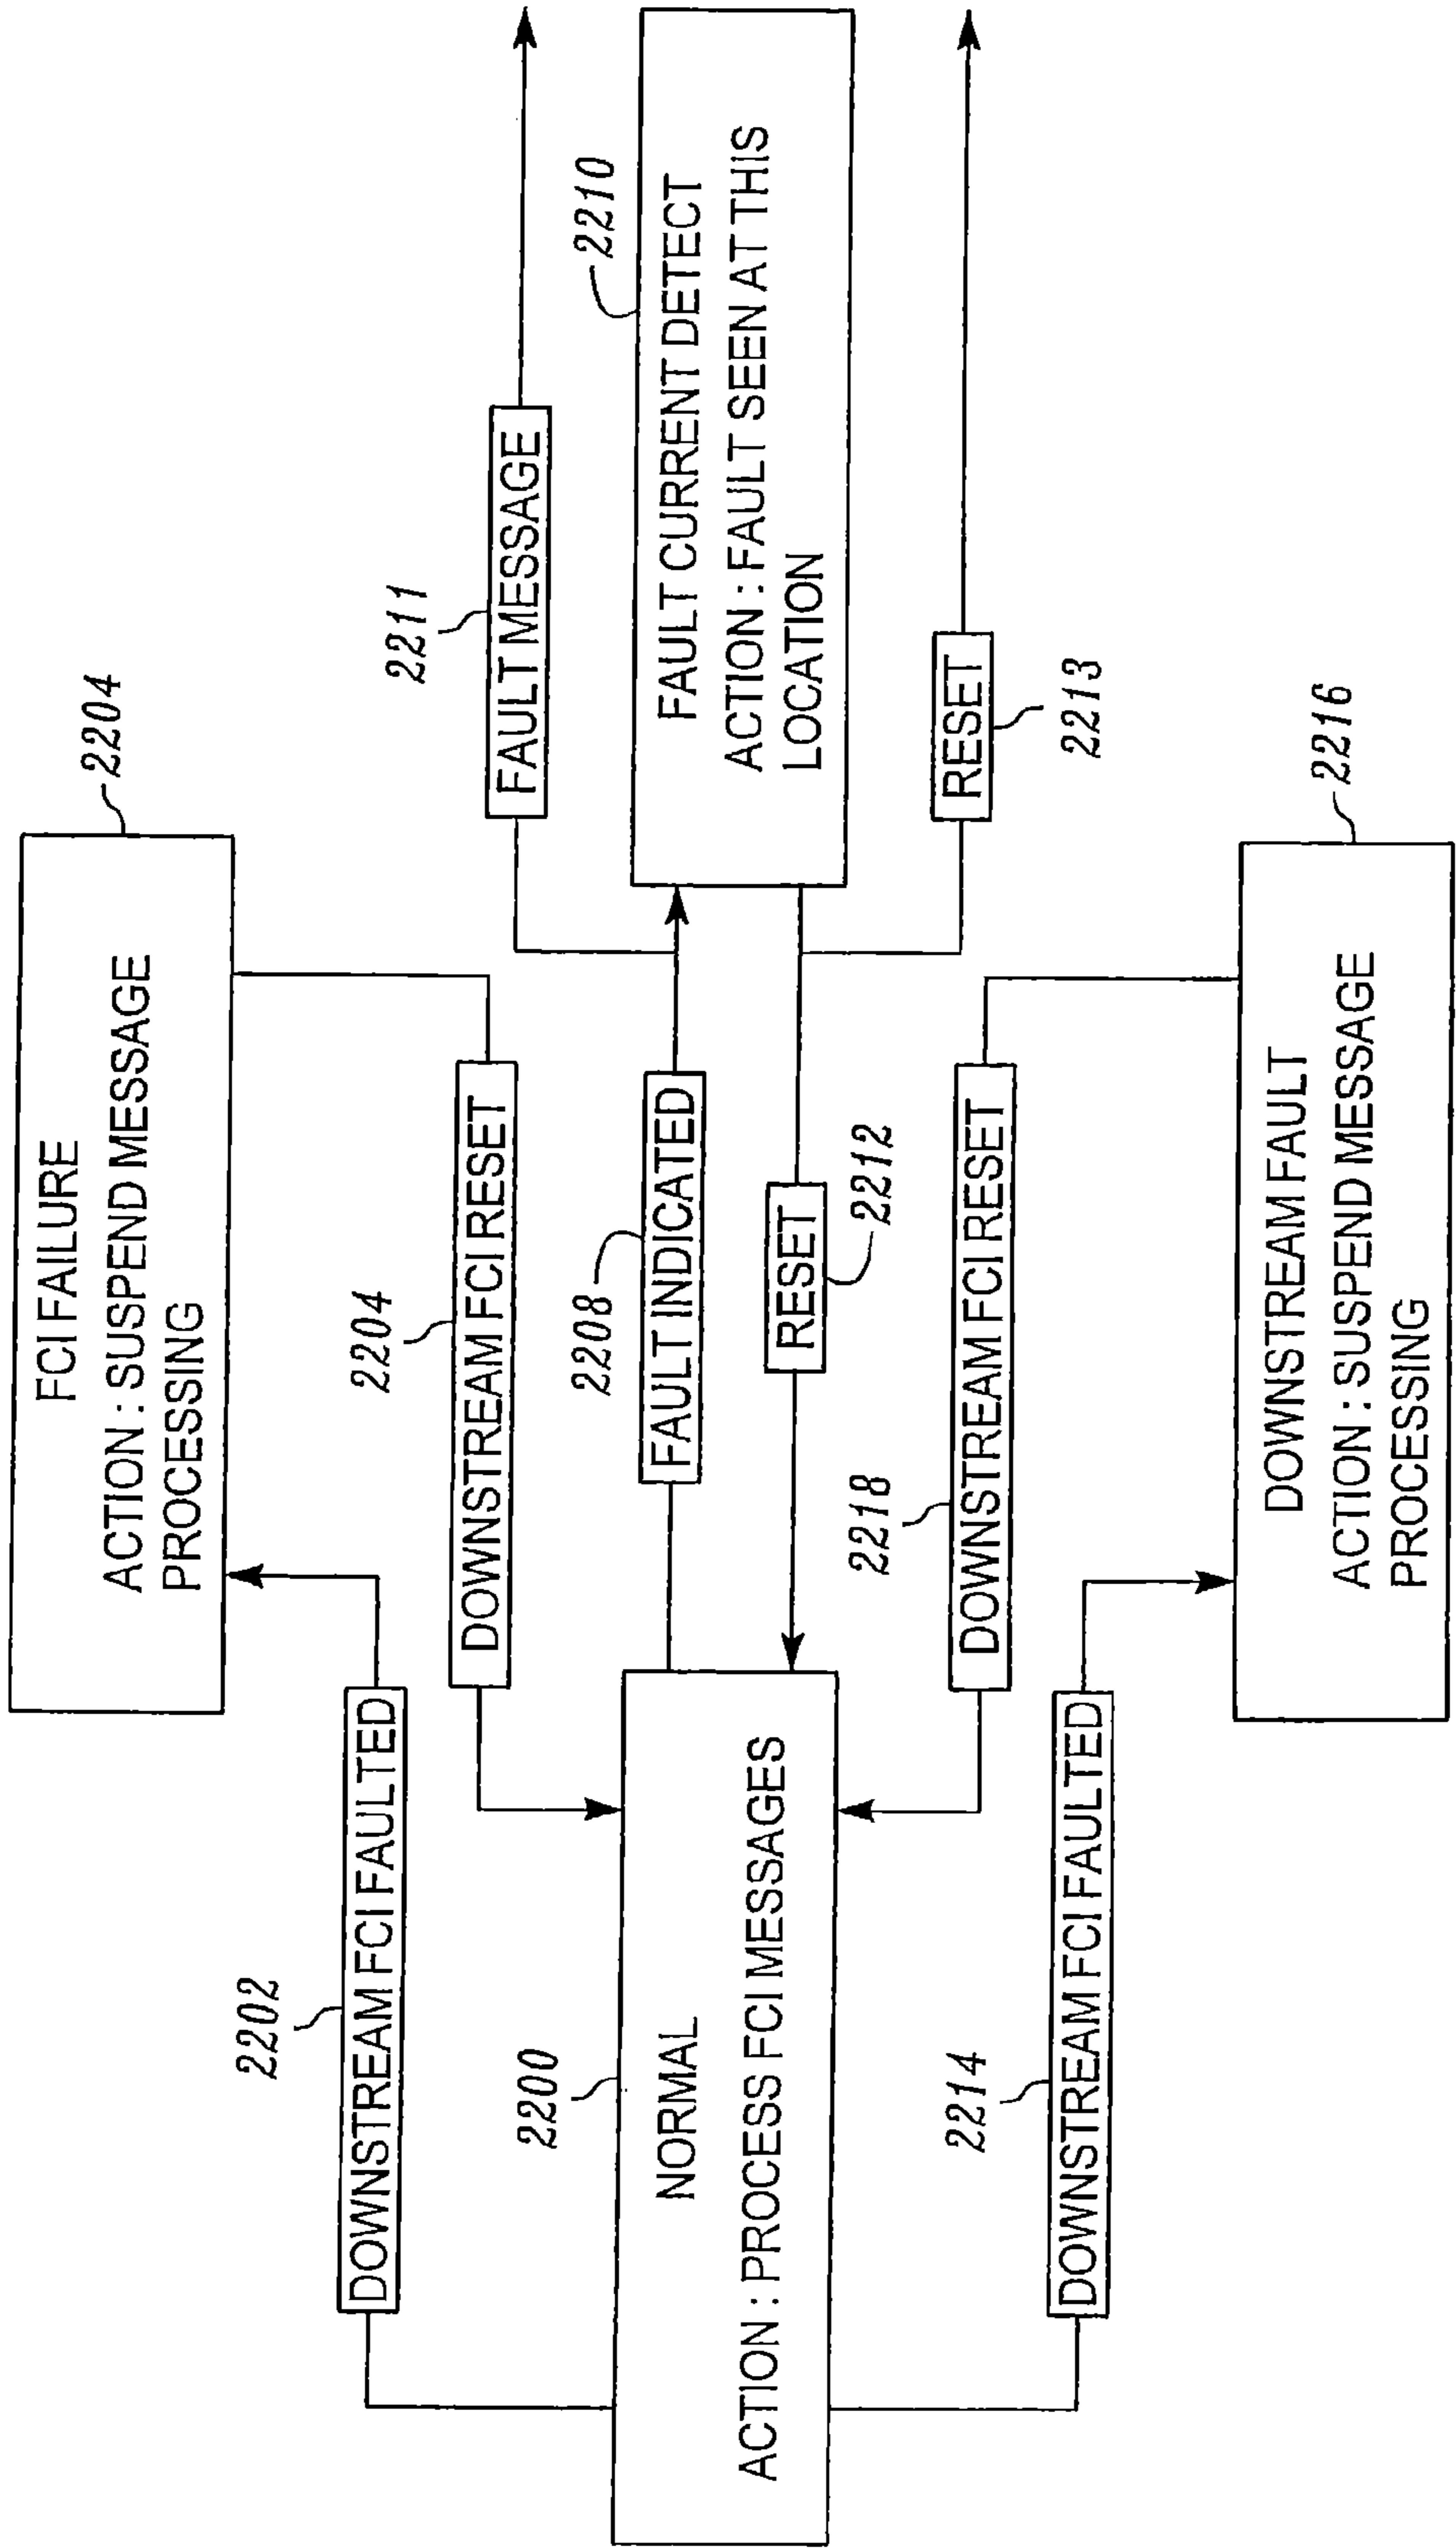 2204
FCI FAILURE
ACTION : SUSPEND MESSAGE
PROCESSING
2202
DOWNSTREAM FCI FAULTED
2204
DOWNSTREAM FCI RESET
2211
FAULT MESSAGE
2200
NORMAL
ACTION : PROCESS FCI MESSAGES
2208
FAULT INDICATED
2210
FAULT CURRENT DETECT
ACTION : FAULT SEEN AT THIS
LOCATION
RESET
2212
RESET
2213
2218
DOWNSTREAM FCI RESET
2214
DOWNSTREAM FCI FAULTED
2216
DOWNSTREAM FAULT
ACTION : SUSPEND MESSAGE
PROCESSING